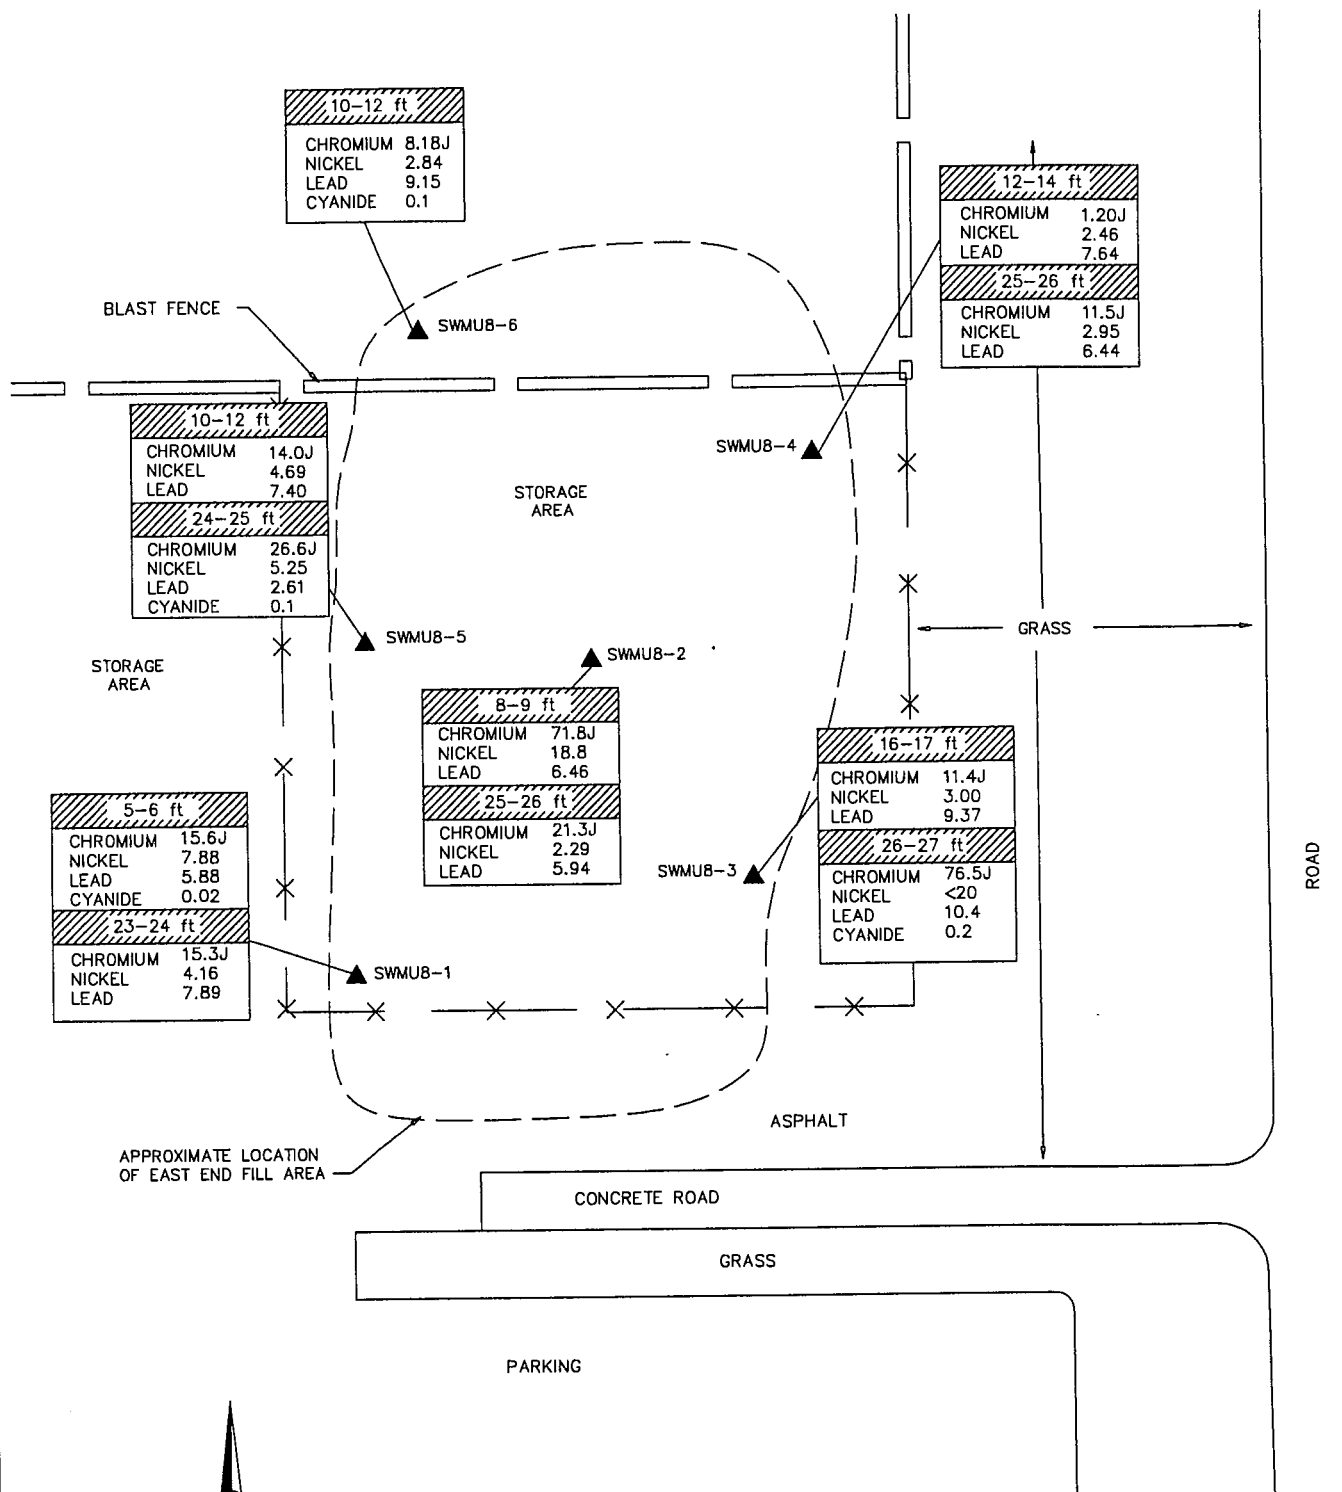 10-12 ft
CHROMIUM 8.18J
NICKEL 2.84
LEAD 9.15
CYANIDE 0.1
12-14 ft
CHROMIUM 1.20J
NICKEL 2.46
LEAD 7.64
25-26 ft
CHROMIUM 11.5J
NICKEL 2.95
LEAD 6.44
BLAST FENCE
SWMU8-6
10-12 ft
CHROMIUM 14.0J
NICKEL 4.69
LEAD 7.40
24-25 ft
CHROMIUM 26.6J
NICKEL 5.25
LEAD 2.61
CYANIDE 0.1
SWMU8-4
STORAGE
AREA
GRASS
SWMU8-5
SWMU8-2
STORAGE
AREA
8-9 ft
CHROMIUM 71.8J
NICKEL 18.8
LEAD 6.46
25-26 ft
CHROMIUM 21.3J
NICKEL 2.29
LEAD 5.94
16-17 ft
CHROMIUM 11.4J
NICKEL 3.00
LEAD 9.37
26-27 ft
CHROMIUM 76.5J
NICKEL <20
LEAD 10.4
CYANIDE 0.2
5-6 ft
CHROMIUM 15.6J
NICKEL 7.88
LEAD 5.88
CYANIDE 0.02
23-24 ft
CHROMIUM 15.3J
NICKEL 4.16
LEAD 7.89
SWMU8-3
ROAD
SWMU8-1
ASPHALT
APPROXIMATE LOCATION
OF EAST END FILL AREA
CONCRETE ROAD
GRASS
PARKING